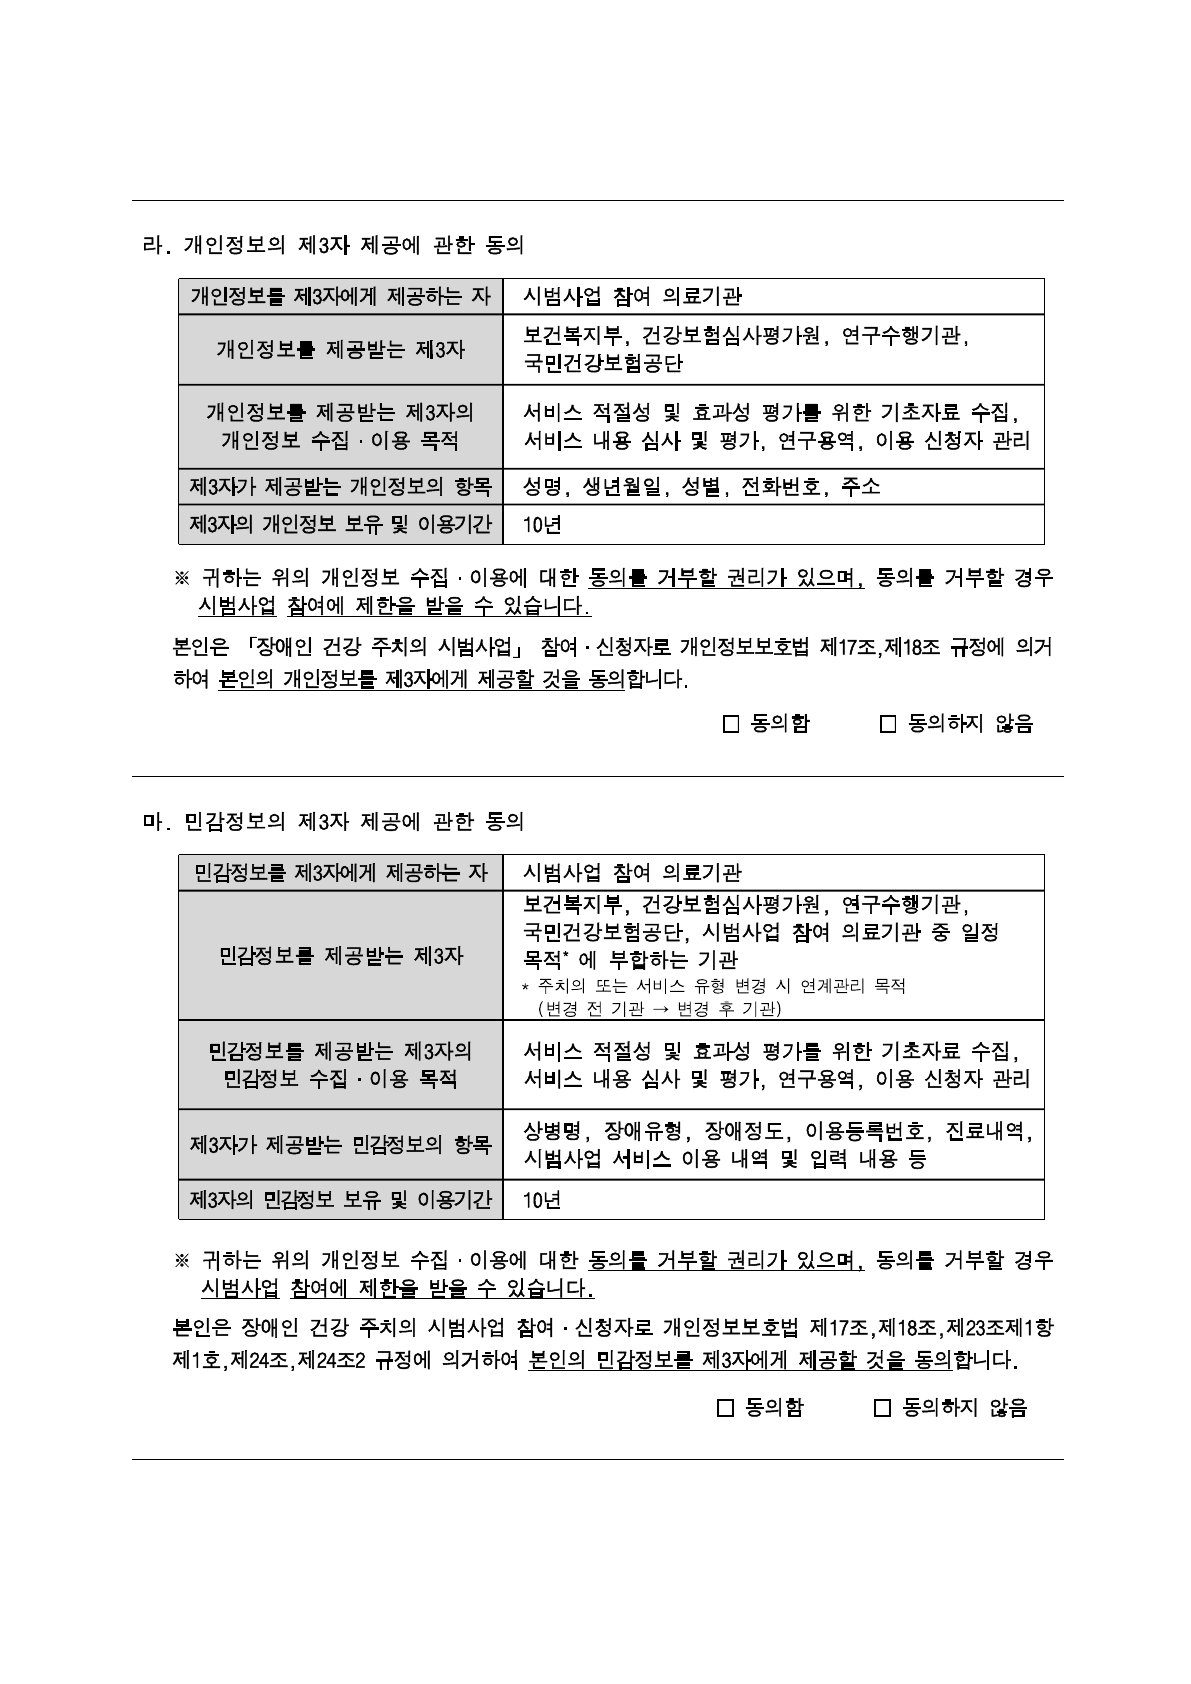 라. 개인정보의 제3자 제공에 관한 동의
개인정보를 제3자에게 제공하는 자 시범사업 참여 의료기관
개인정보를 제공받는 제3자 보건복지부, 건강보험심사평가원, 연구수행기관,
국민건강보험공단
개인정보를 제공받는 제3자의 서비스 적절성 및 효과성 평가를 위한 기초자료 수집,
개인정보 수집·이용 목적 서비스 내용 심사 및 평가, 연구용역, 이용 신청자 관리
제3자가 제공받는 개인정보의 항목 성명, 생년월일, 성별, 전화번호, 주소
제3자의 개인정보 보유 및 이용기간 10년
※ 귀하는 위의 개인정보 수집·이용에 대한 동의를 거부할 권리가 있으며, 동의를 거부할 경우
시범사업 참여에 제한을 받을 수 있습니다.
본인은 「장애인 건강 주치의 시범사업」 참여·신청자로 개인정보보호법 제17조,제18조 규정에 의거
하여 본인의 개인정보를 제3자에게 제공할 것을 동의합니다.
□ 동의함 □ 동의하지 않음
마. 민감정보의 제3자 제공에 관한 동의
민감정보를 제3자에게 제공하는 자 시범사업 참여 의료기관
민감정보를 제공받는 제3자 보건복지부, 건강보험심사평가원, 연구수행기관,
국민건강보험공단, 시범사업 참여 의료기관 중 일정
목적* 에 부합하는 기관
* 주치의 또는 서비스 유형 변경 시 연계관리 목적
(변경 전 기관 → 변경 후 기관)
민감정보를 제공받는 제3자의 서비스 적절성 및 효과성 평가를 위한 기초자료 수집,
민감정보 수집·이용 목적 서비스 내용 심사 및 평가, 연구용역, 이용 신청자 관리
제3자가 제공받는 민감정보의 항목 상병명, 장애유형, 장애정도, 이용등록번호, 진료내역,
시범사업 서비스 이용 내역 및 입력 내용 등
제3자의 민감정보 보유 및 이용기간 10년
※ 귀하는 위의 개인정보 수집·이용에 대한 동의를 거부할 권리가 있으며, 동의를 거부할 경우
시범사업 참여에 제한을 받을 수 있습니다.
본인은 장애인 건강 주치의 시범사업 참여·신청자로 개인정보보호법 제17조,제18조,제23조제1항
제1호,제24조,제24조2 규정에 의거하여 본인의 민감정보를 제3자에게 제공할 것을 동의합니다.
□ 동의함 □ 동의하지 않음